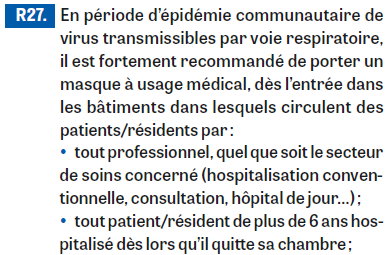 R27. En période d'épidémie communautaire de
virus transmissibles par voie respiratoire,
il est fortement recommandé de porter un
masque à usage médical, dès l'entrée dans
les bâtiments dans lesquels circulent des
patients/résidents par :
• tout professionnel, quel que soit le secteur
de soins concerné (hospitalisation conven-
tionnelle, consultation, hôpital de jour...) ;
• tout patient/résident de plus de 6 ans hos-
pitalisé dès lors qu'il quitte sa chambre ;